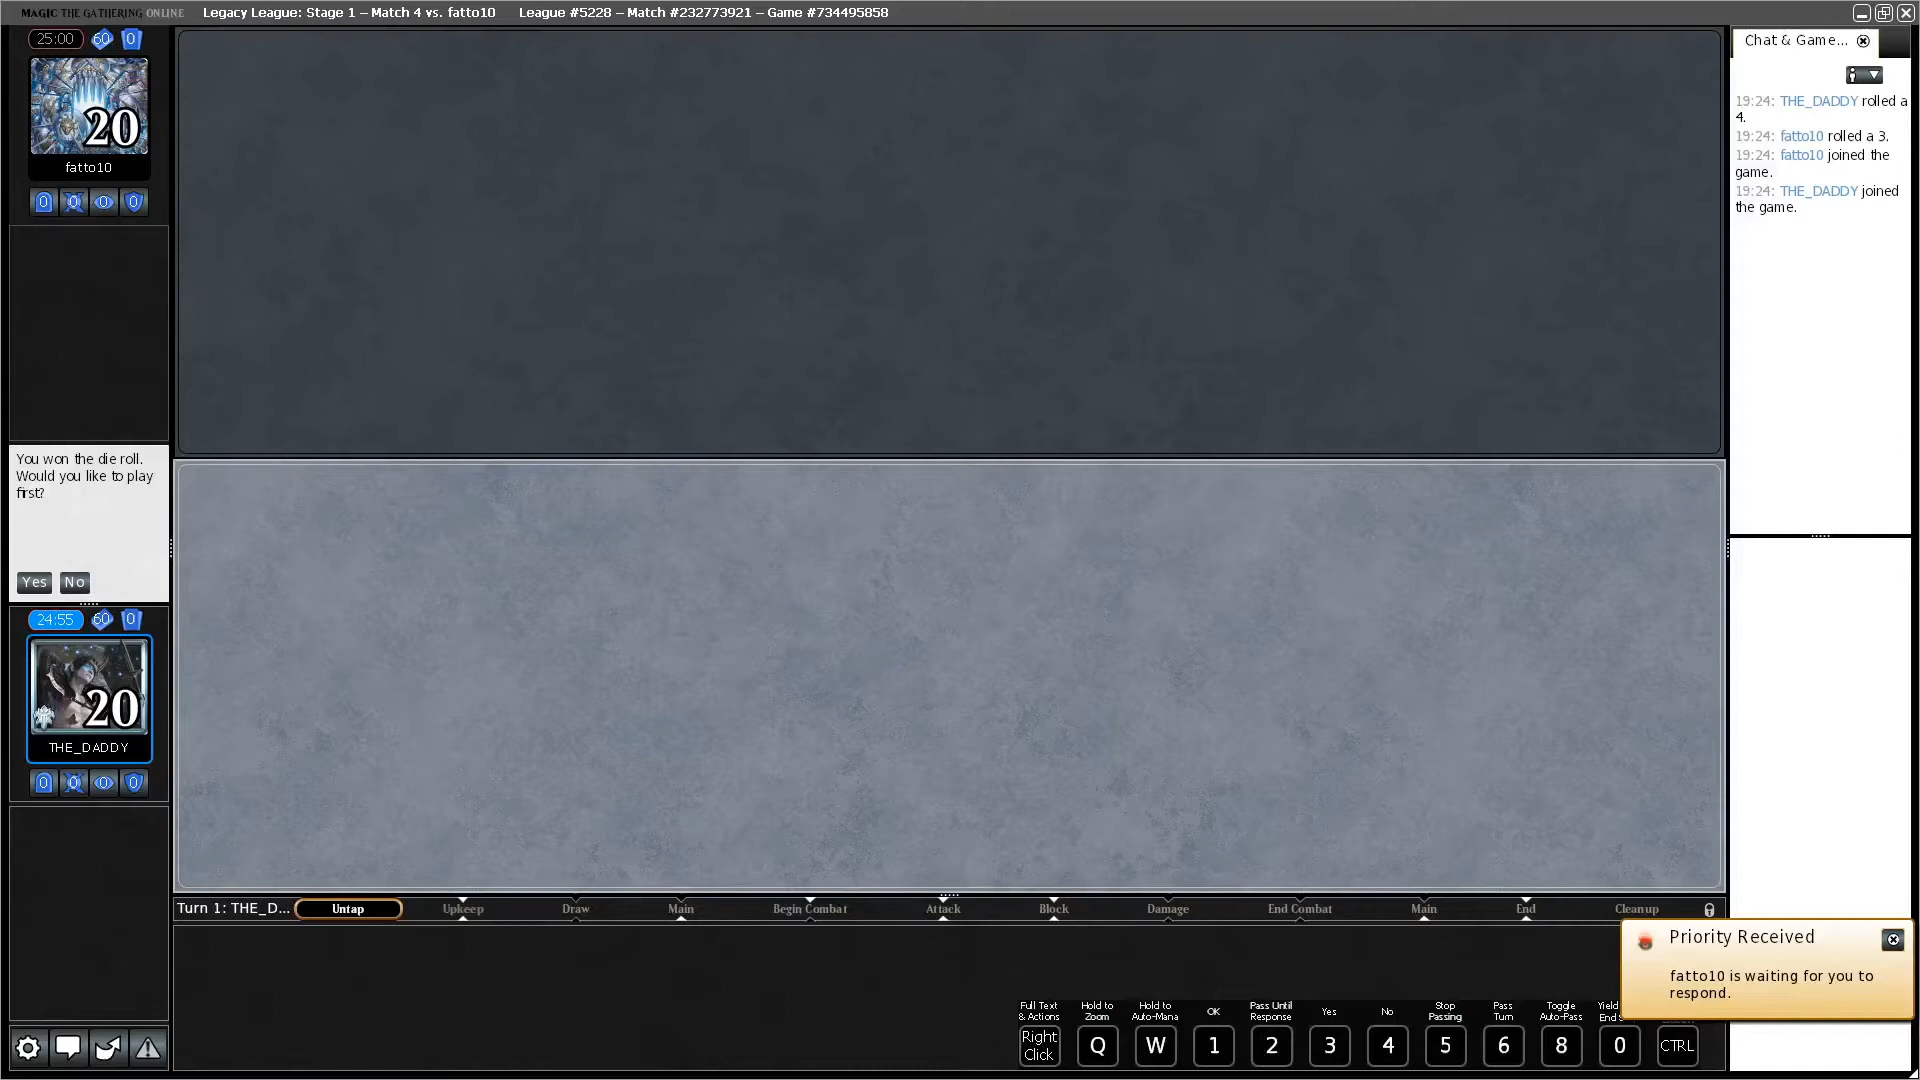 MAGIC THE GATHERING ONLINE
Legacy League: Stage 1 – Match 4 vs. fatto10 League #5228 – Match #232773921 – Game #734495858
25:00 60 0
20
fatto10
0 0 0 0
You won the die roll.
Would you like to play
first?
Yes No
24:55 60 0
20
THE_DADDY
0 0 0 0
Chat & Game...
19:24: THE_DADDY rolled a
4.
19:24: fatto10 rolled a 3.
19:24: fatto10 joined the
game.
19:24: THE_DADDY joined
the game.
Turn 1: THE_D... Untap Upkeep Draw Main Begin Combat Attack Block Damage End Combat Main End Cleanup
Priority Received
fatto10 is waiting for you to
respond.
Full Text
& Actions
Right
Click
Hold to
Zoom
Q
Hold to
Auto-Mana
W
OK
1
Pass Until
Response
2
Yes
3
No
4
Stop
Passing
5
Pass
Turn
6
Toggle
Auto-Pass
8
Yield
End S
0
CTRL